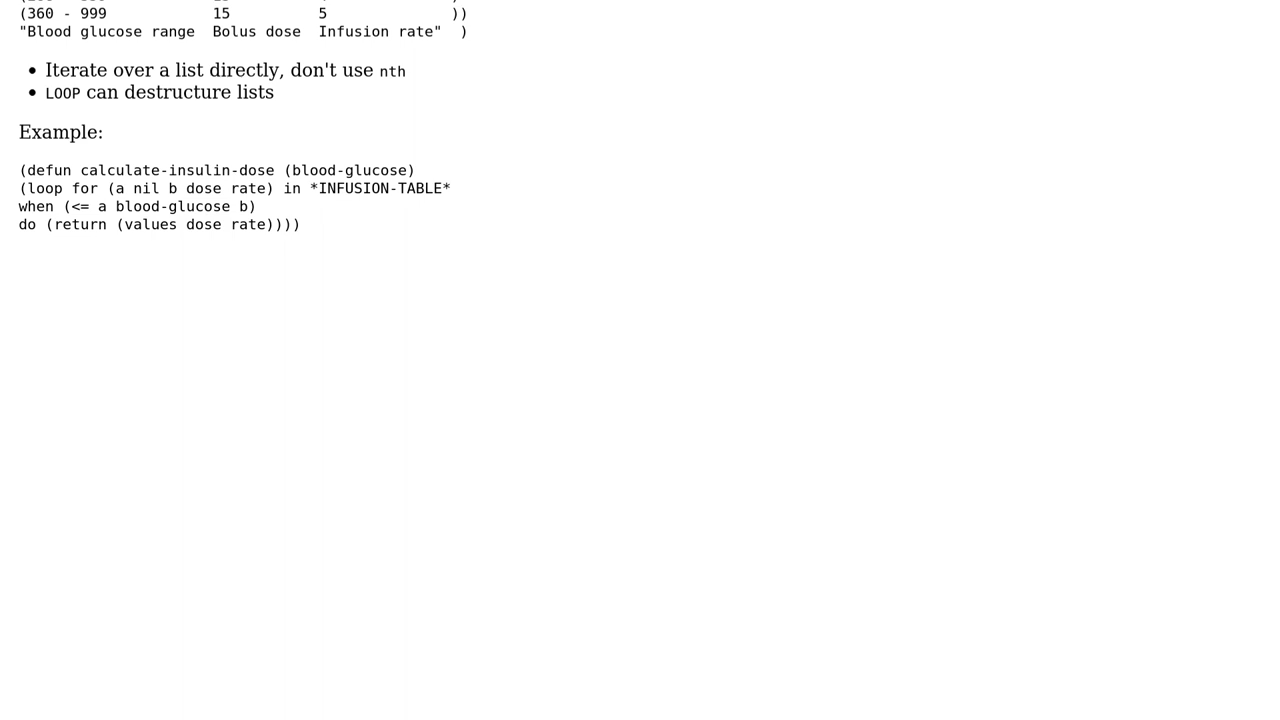 (360 - 999            15          5              ))
"Blood glucose range  Bolus dose  Infusion rate"  )
• Iterate over a list directly, don't use nth
• LOOP can destructure lists
Example:
(defun calculate-insulin-dose (blood-glucose)
(loop for (a nil b dose rate) in *INFUSION-TABLE*
when (<= a blood-glucose b)
do (return (values dose rate))))